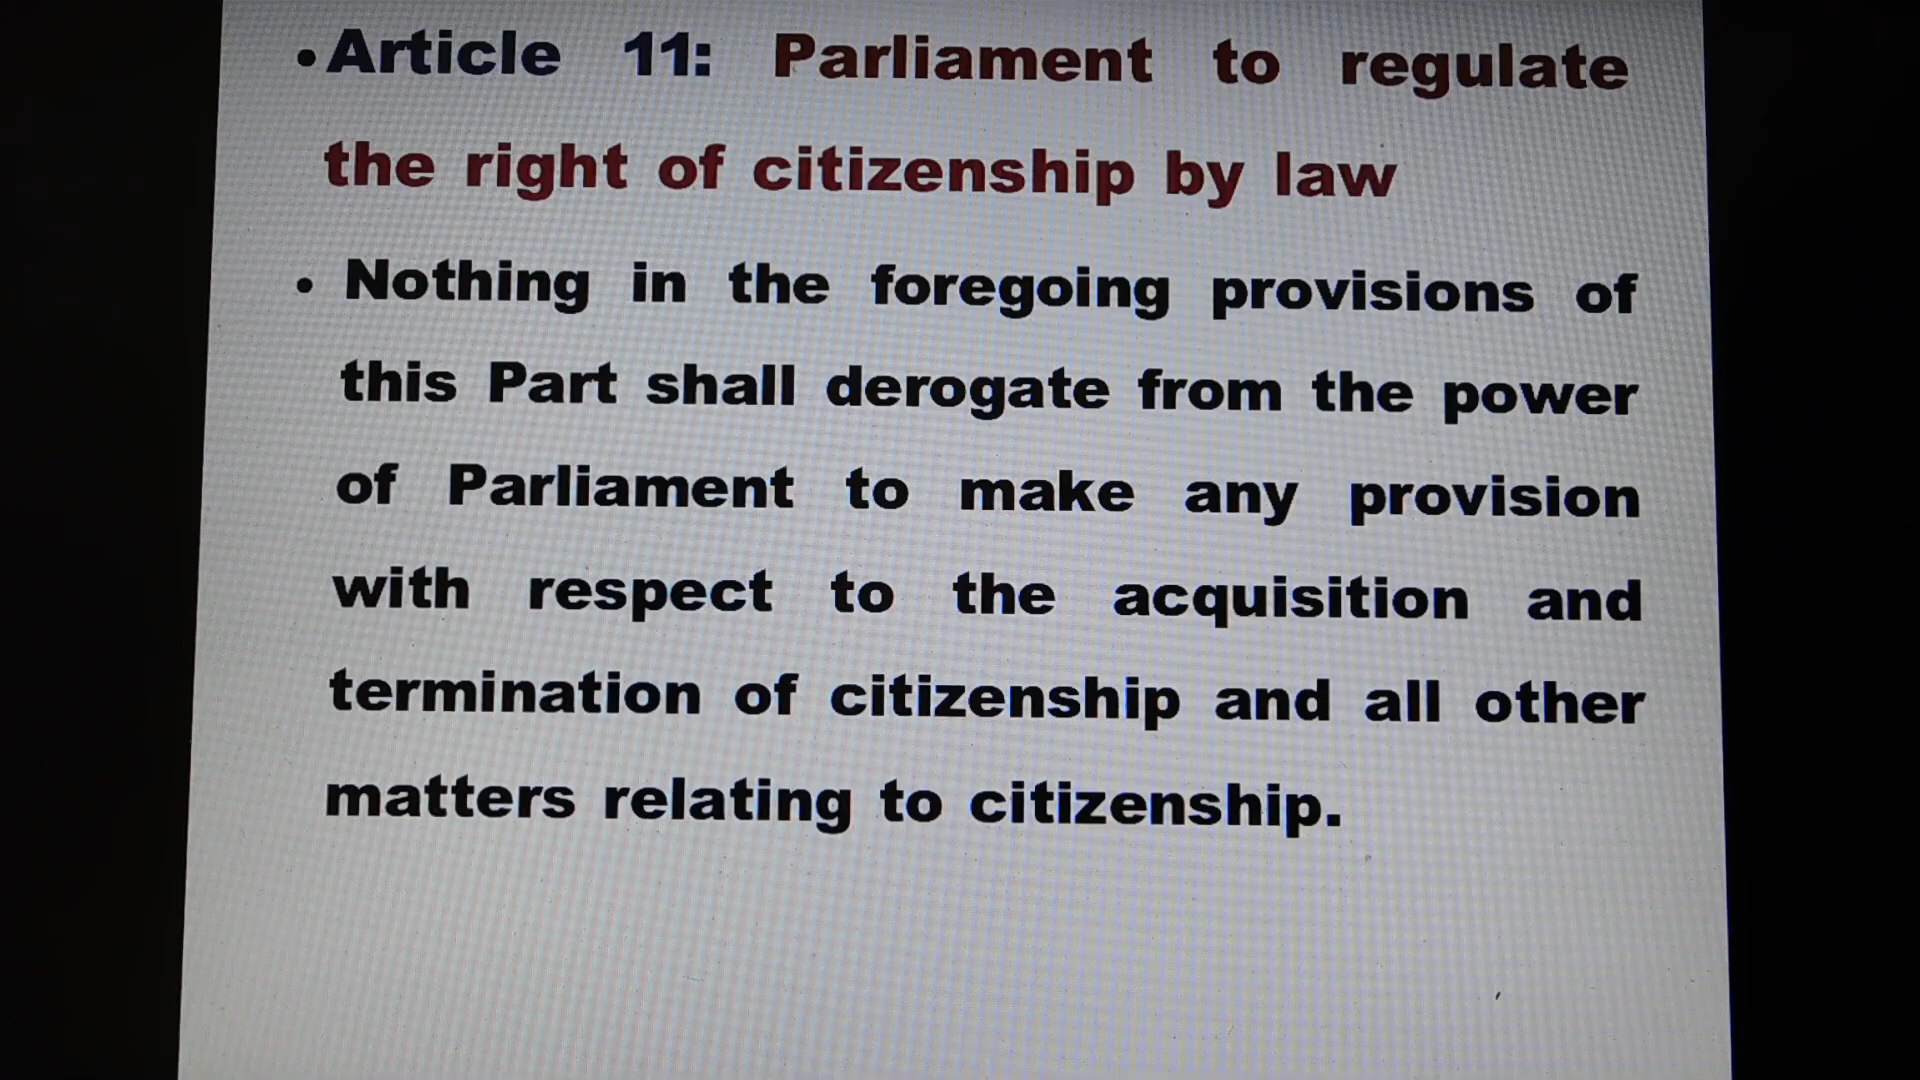 • Article 11: Parliament to regulate
the right of citizenship by law
• Nothing in the foregoing provisions of
this Part shall derogate from the power
of Parliament to make any provision
with respect to the acquisition and
termination of citizenship and all other
matters relating to citizenship.